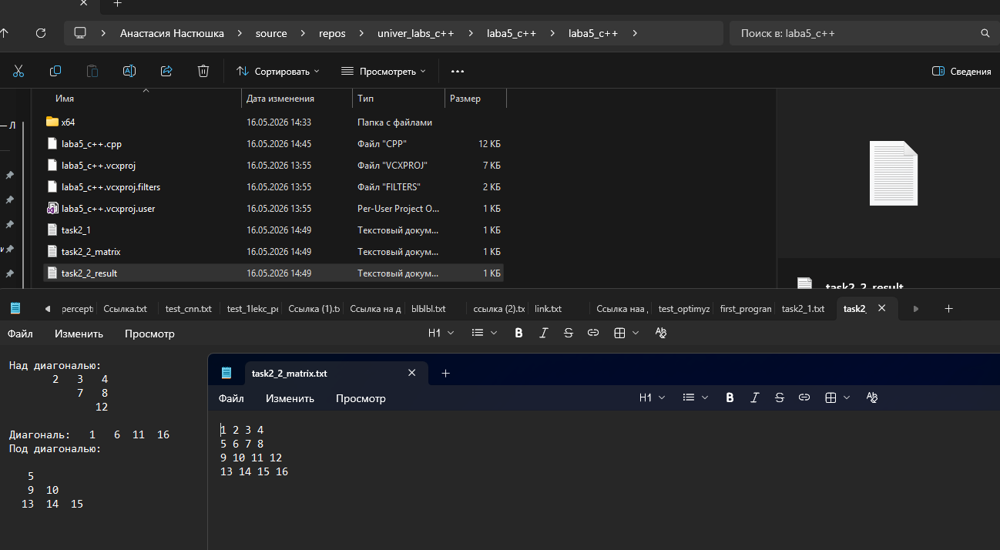 Анастасия Настюшка
source
repos
univer_labs_c++
laba5_c++
laba5_c++
Поиск в: laba5_c++
Сортировать
Просмотреть
Сведения
Имя Дата изменения Тип Размер
x64 16.05.2026 14:33 Папка с файлами
laba5_c++.cpp 16.05.2026 14:45 Файл "CPP" 12 КБ
laba5_c++.vcxproj 16.05.2026 13:55 Файл "VCXPROJ" 7 КБ
laba5_c++.vcxproj.filters 16.05.2026 13:55 Файл "FILTERS" 2 КБ
laba5_c++.vcxproj.user 16.05.2026 13:55 Per-User Project O... 1 КБ
task2_1 16.05.2026 14:49 Текстовый докум... 1 КБ
task2_2_matrix 16.05.2026 14:49 Текстовый докум... 1 КБ
task2_2_result 16.05.2026 14:49 Текстовый докум... 1 КБ
— Л
task2_2_result
percept Ссылка.txt test_cnn.txt test_1lekc_pe Ссылка (1).t Ссылка на д ЫЫЫ.txt ссылка (2).tx link.txt Ссылка наа test_optimyz first_program task2_1.txt task2_
Файл Изменить Просмотр H1
Над диагональю:
2 3 4
7 8
12
Диагональ: 1 6 11 16
Под диагональю:
5
9 10
13 14 15
task2_2_matrix.txt
Файл Изменить Просмотр H1
1 2 3 4
5 6 7 8
9 10 11 12
13 14 15 16